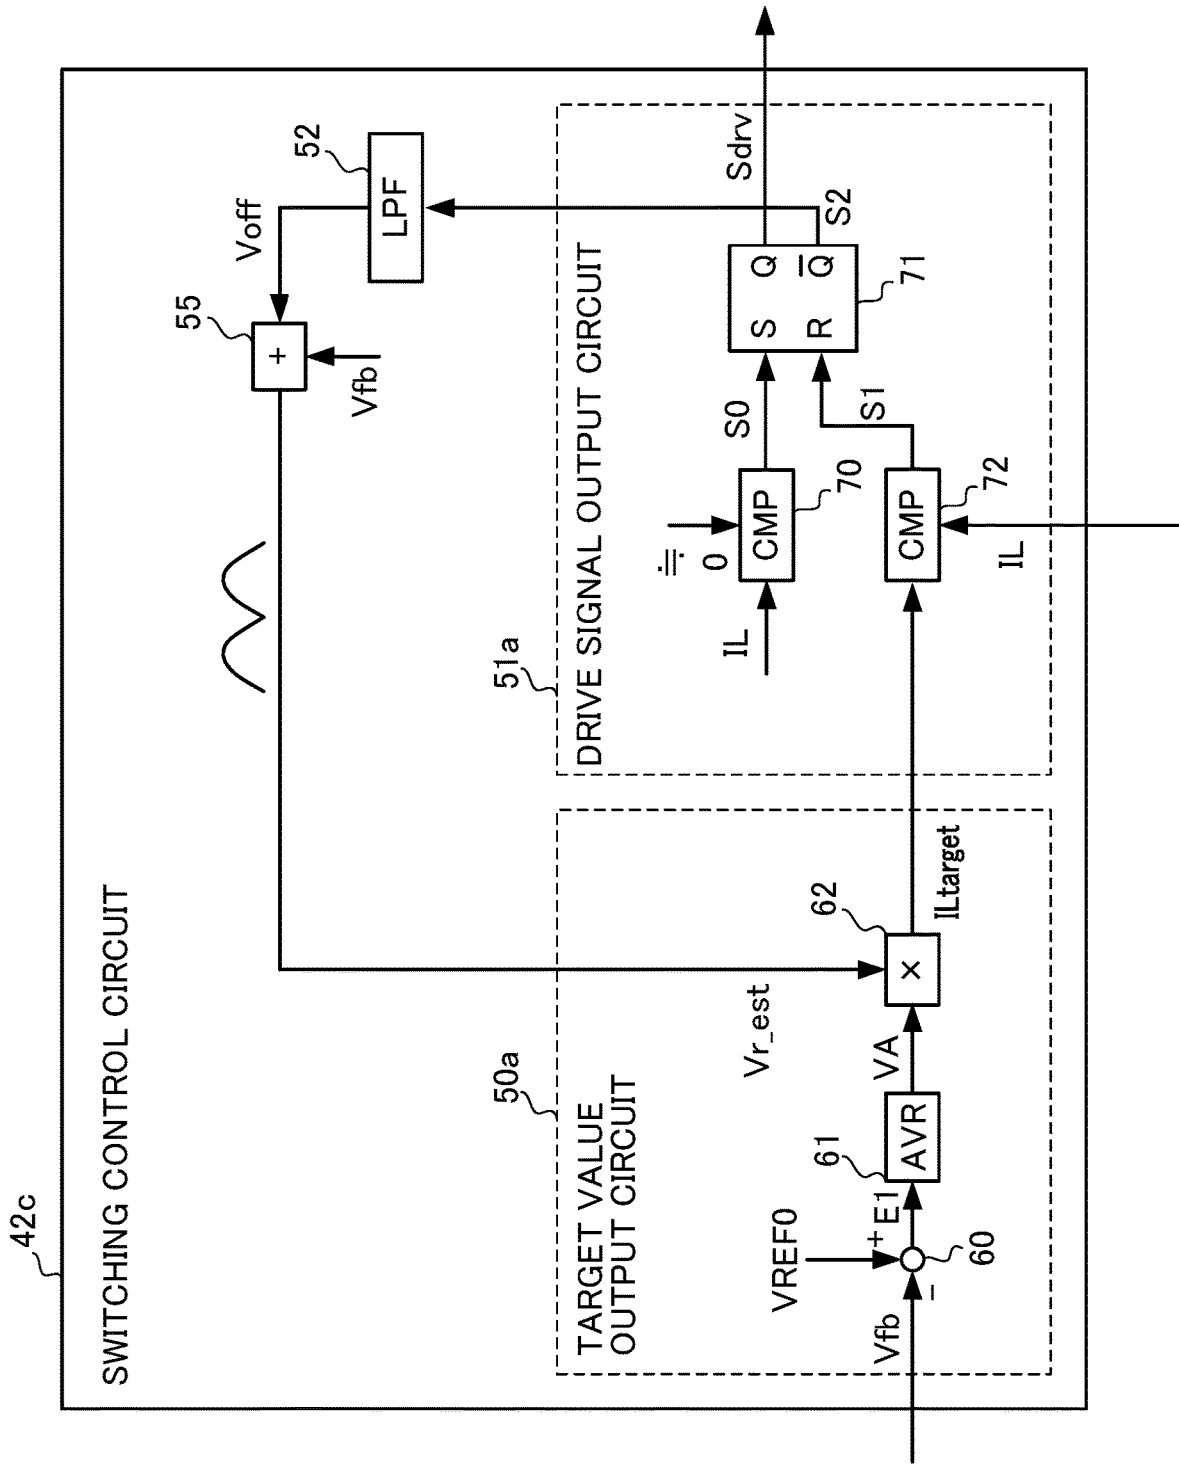 42c
SWITCHING CONTROL CIRCUIT
55
Voff
52
LPF
+
Vfb
50a
TARGET VALUE
OUTPUT CIRCUIT
Vr_est
VREF0
+
E1
61
AVR
VA
62
×
ILtarget
Vfb
−
60
51a
DRIVE SIGNAL OUTPUT CIRCUIT
≒
0
IL
CMP
70
S0
S
Q
Sdrv
R
Q̅
S2
71
CMP
72
S1
IL